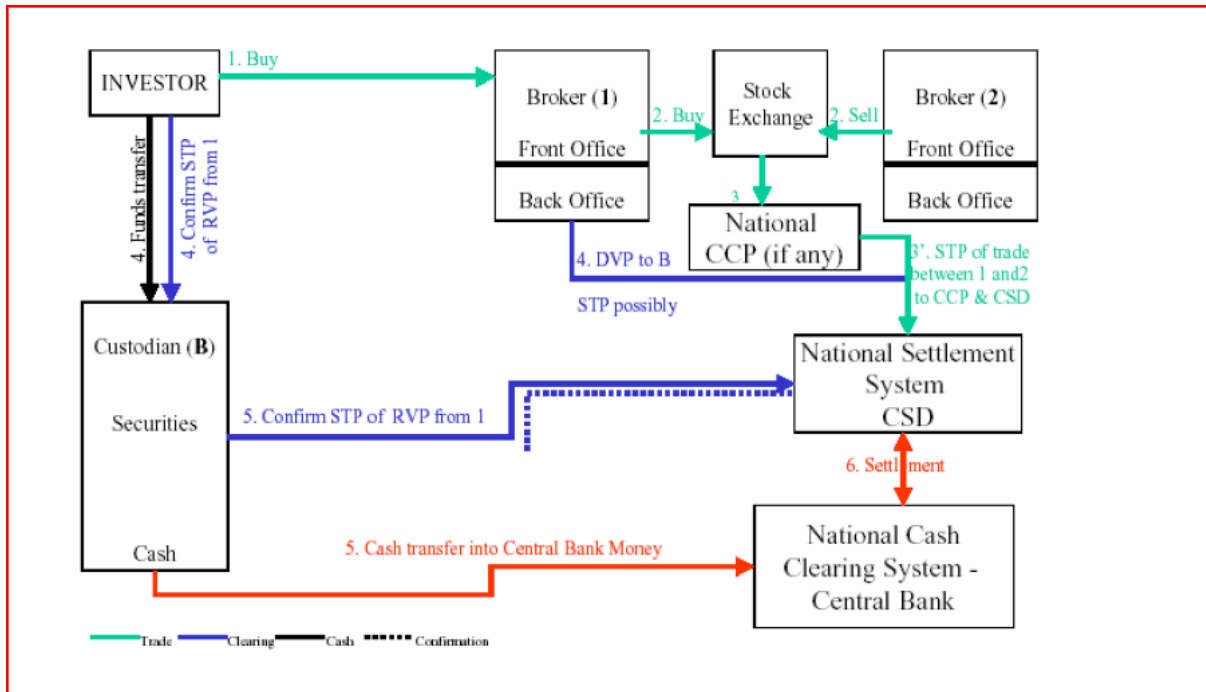 1. Buy
INVESTOR
Broker (1)
Front Office
Back Office
2. Buy
Stock
Exchange
2. Sell
Broker (2)
Front Office
Back Office
4. Funds transfer
4. Confirm STP
of RVP from 1
3
National
CCP (if any)
4. DVP to B
STP possibly
3'. STP of trade
between 1 and2
to CCP & CSD
Custodian (B)
Securities
Cash
National Settlement
System
CSD
5. Confirm STP of RVP from 1
6. Settlement
5. Cash transfer into Central Bank Money
National Cash
Clearing System -
Central Bank
Trade
Clearing
Cash
Confirmation